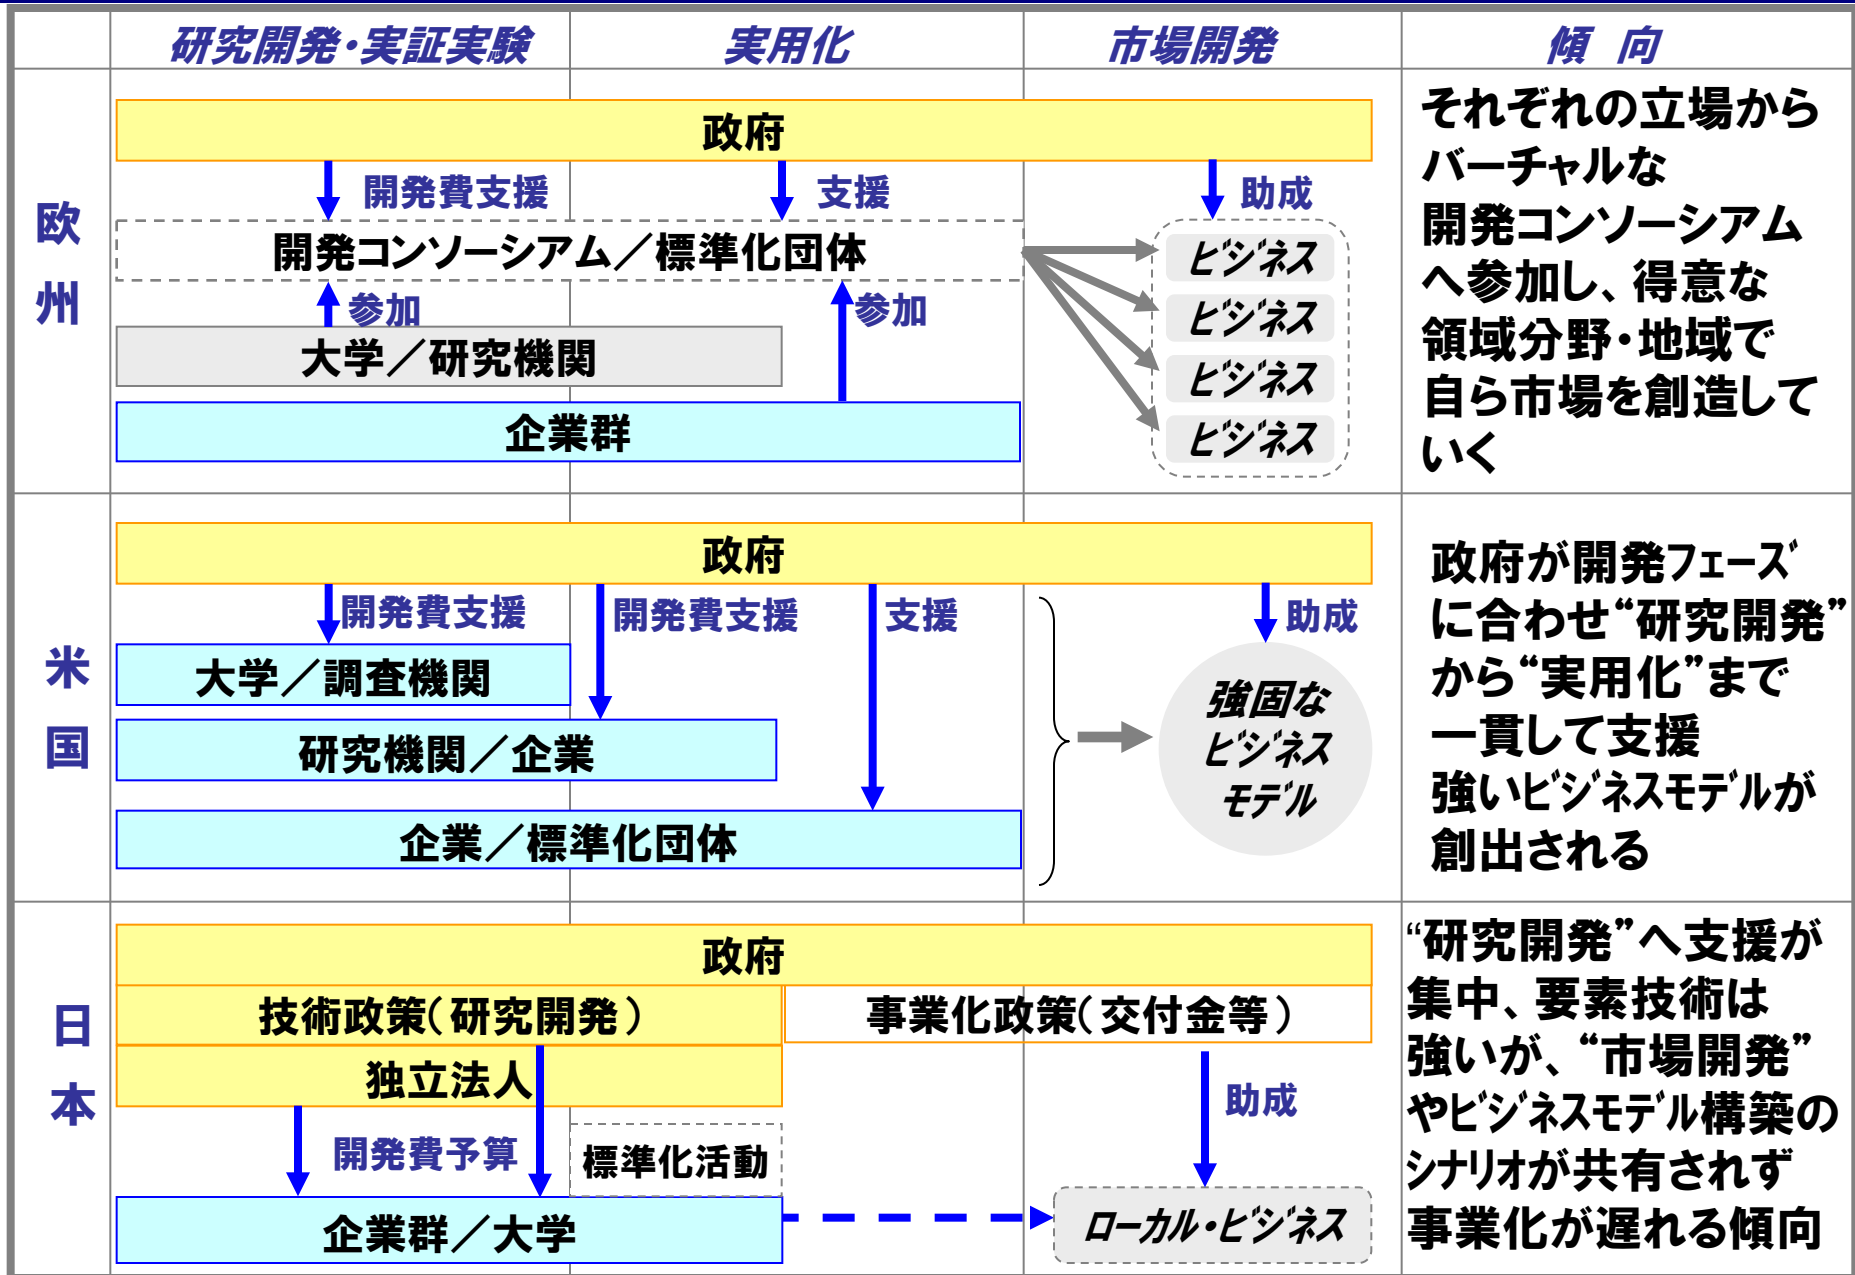 研究開発・実証実験
実用化
市場開発
傾 向
欧州
政府
開発費支援
支援
助成
開発コンソーシアム／標準化団体
参加
参加
大学／研究機関
企業群
ビジネス
ビジネス
ビジネス
ビジネス
それぞれの立場から
バーチャルな
開発コンソーシアム
へ参加し、得意な
領域分野・地域で
自ら市場を創造して
いく
米国
政府
開発費支援
開発費支援
支援
助成
大学／調査機関
研究機関／企業
企業／標準化団体
強固な
ビジネス
モデル
政府が開発フェーズ
に合わせ“研究開発”
から“実用化”まで
一貫して支援
強いビジネスモデルが
創出される
日本
政府
技術政策（研究開発）
事業化政策（交付金等）
独立法人
開発費予算
標準化活動
助成
企業群／大学
ローカル・ビジネス
“研究開発”へ支援が
集中、要素技術は
強いが、“市場開発”
やビジネスモデル構築の
シナリオが共有されず
事業化が遅れる傾向